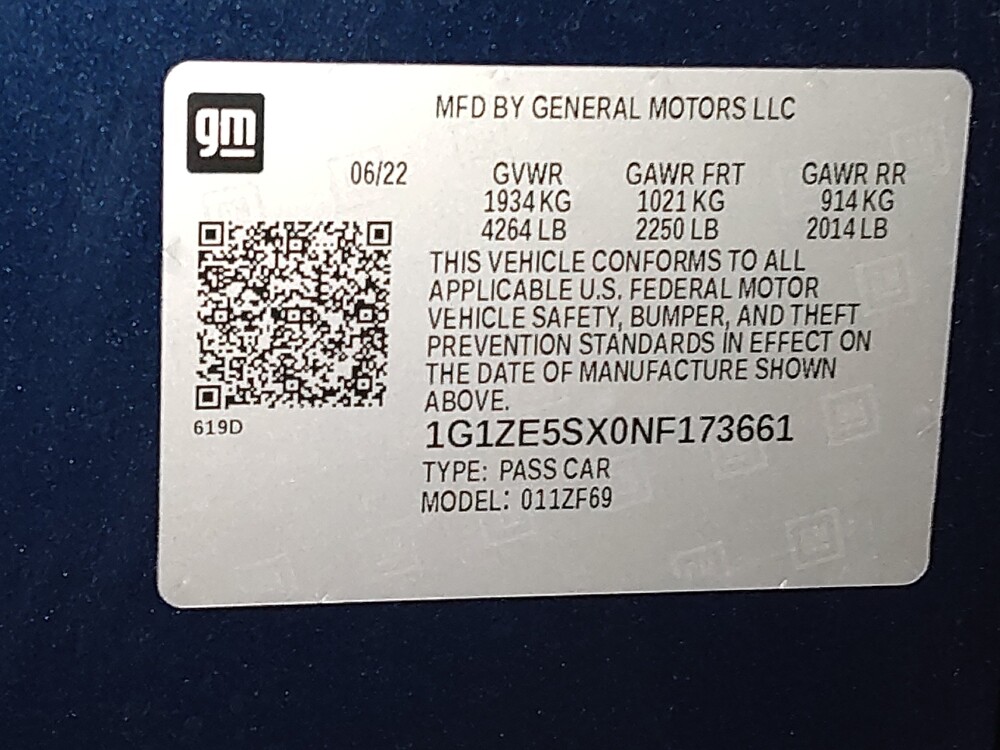 gm
MFD BY GENERAL MOTORS LLC
06/22 GVWR GAWR FRT GAWR RR
1934 KG 1021 KG 914 KG
4264 LB 2250 LB 2014 LB
THIS VEHICLE CONFORMS TO ALL
APPLICABLE U.S. FEDERAL MOTOR
VEHICLE SAFETY, BUMPER, AND THEFT
PREVENTION STANDARDS IN EFFECT ON
THE DATE OF MANUFACTURE SHOWN
ABOVE.
619D
1G1ZE5SX0NF173661
TYPE: PASS CAR
MODEL: 011ZF69